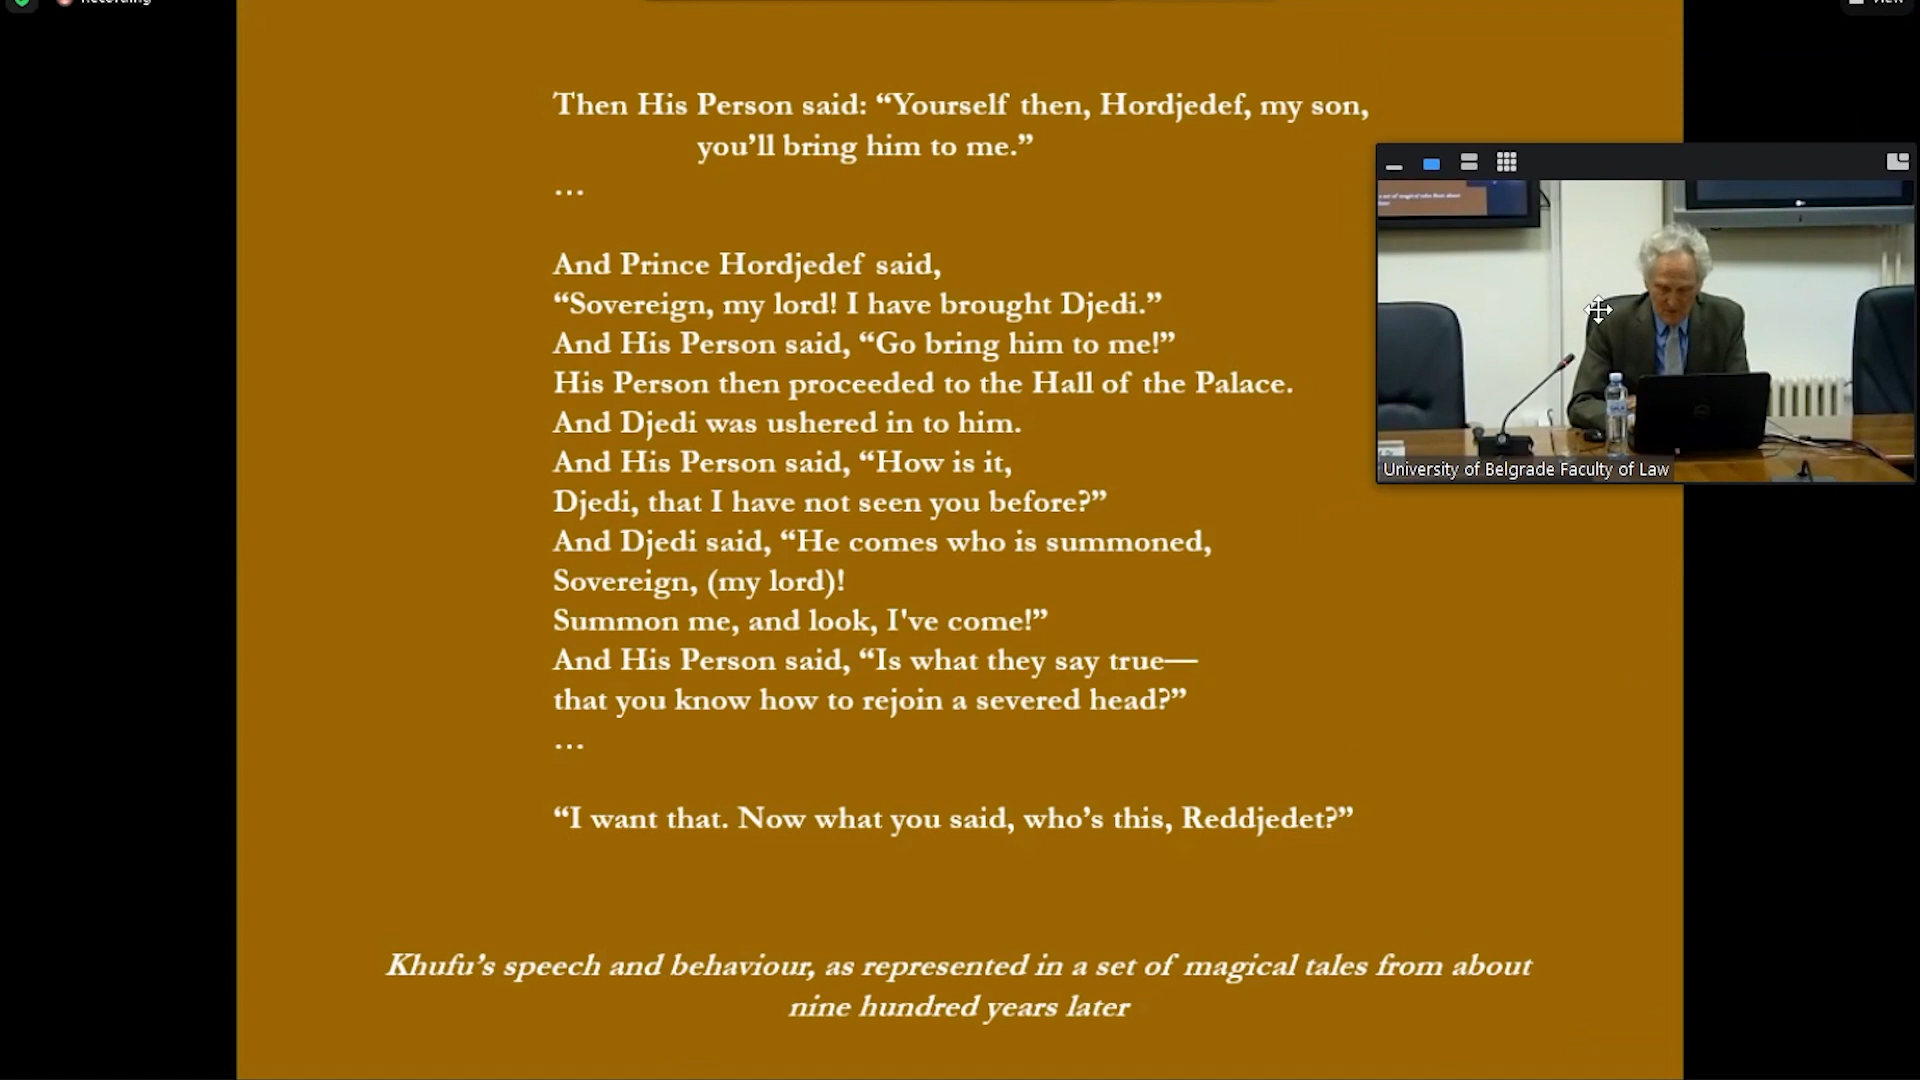 Recording
View
Then His Person said: “Yourself then, Hordjedef, my son,
you’ll bring him to me.”
…
And Prince Hordjedef said,
“Sovereign, my lord! I have brought Djedi.”
And His Person said, “Go bring him to me!”
His Person then proceeded to the Hall of the Palace.
And Djedi was ushered in to him.
And His Person said, “How is it,
Djedi, that I have not seen you before?”
And Djedi said, “He comes who is summoned,
Sovereign, (my lord)!
Summon me, and look, I've come!”
And His Person said, “Is what they say true—
that you know how to rejoin a severed head?”
…
“I want that. Now what you said, who’s this, Reddjedet?”
Khufu’s speech and behaviour, as represented in a set of magical tales from about
nine hundred years later
University of Belgrade Faculty of Law